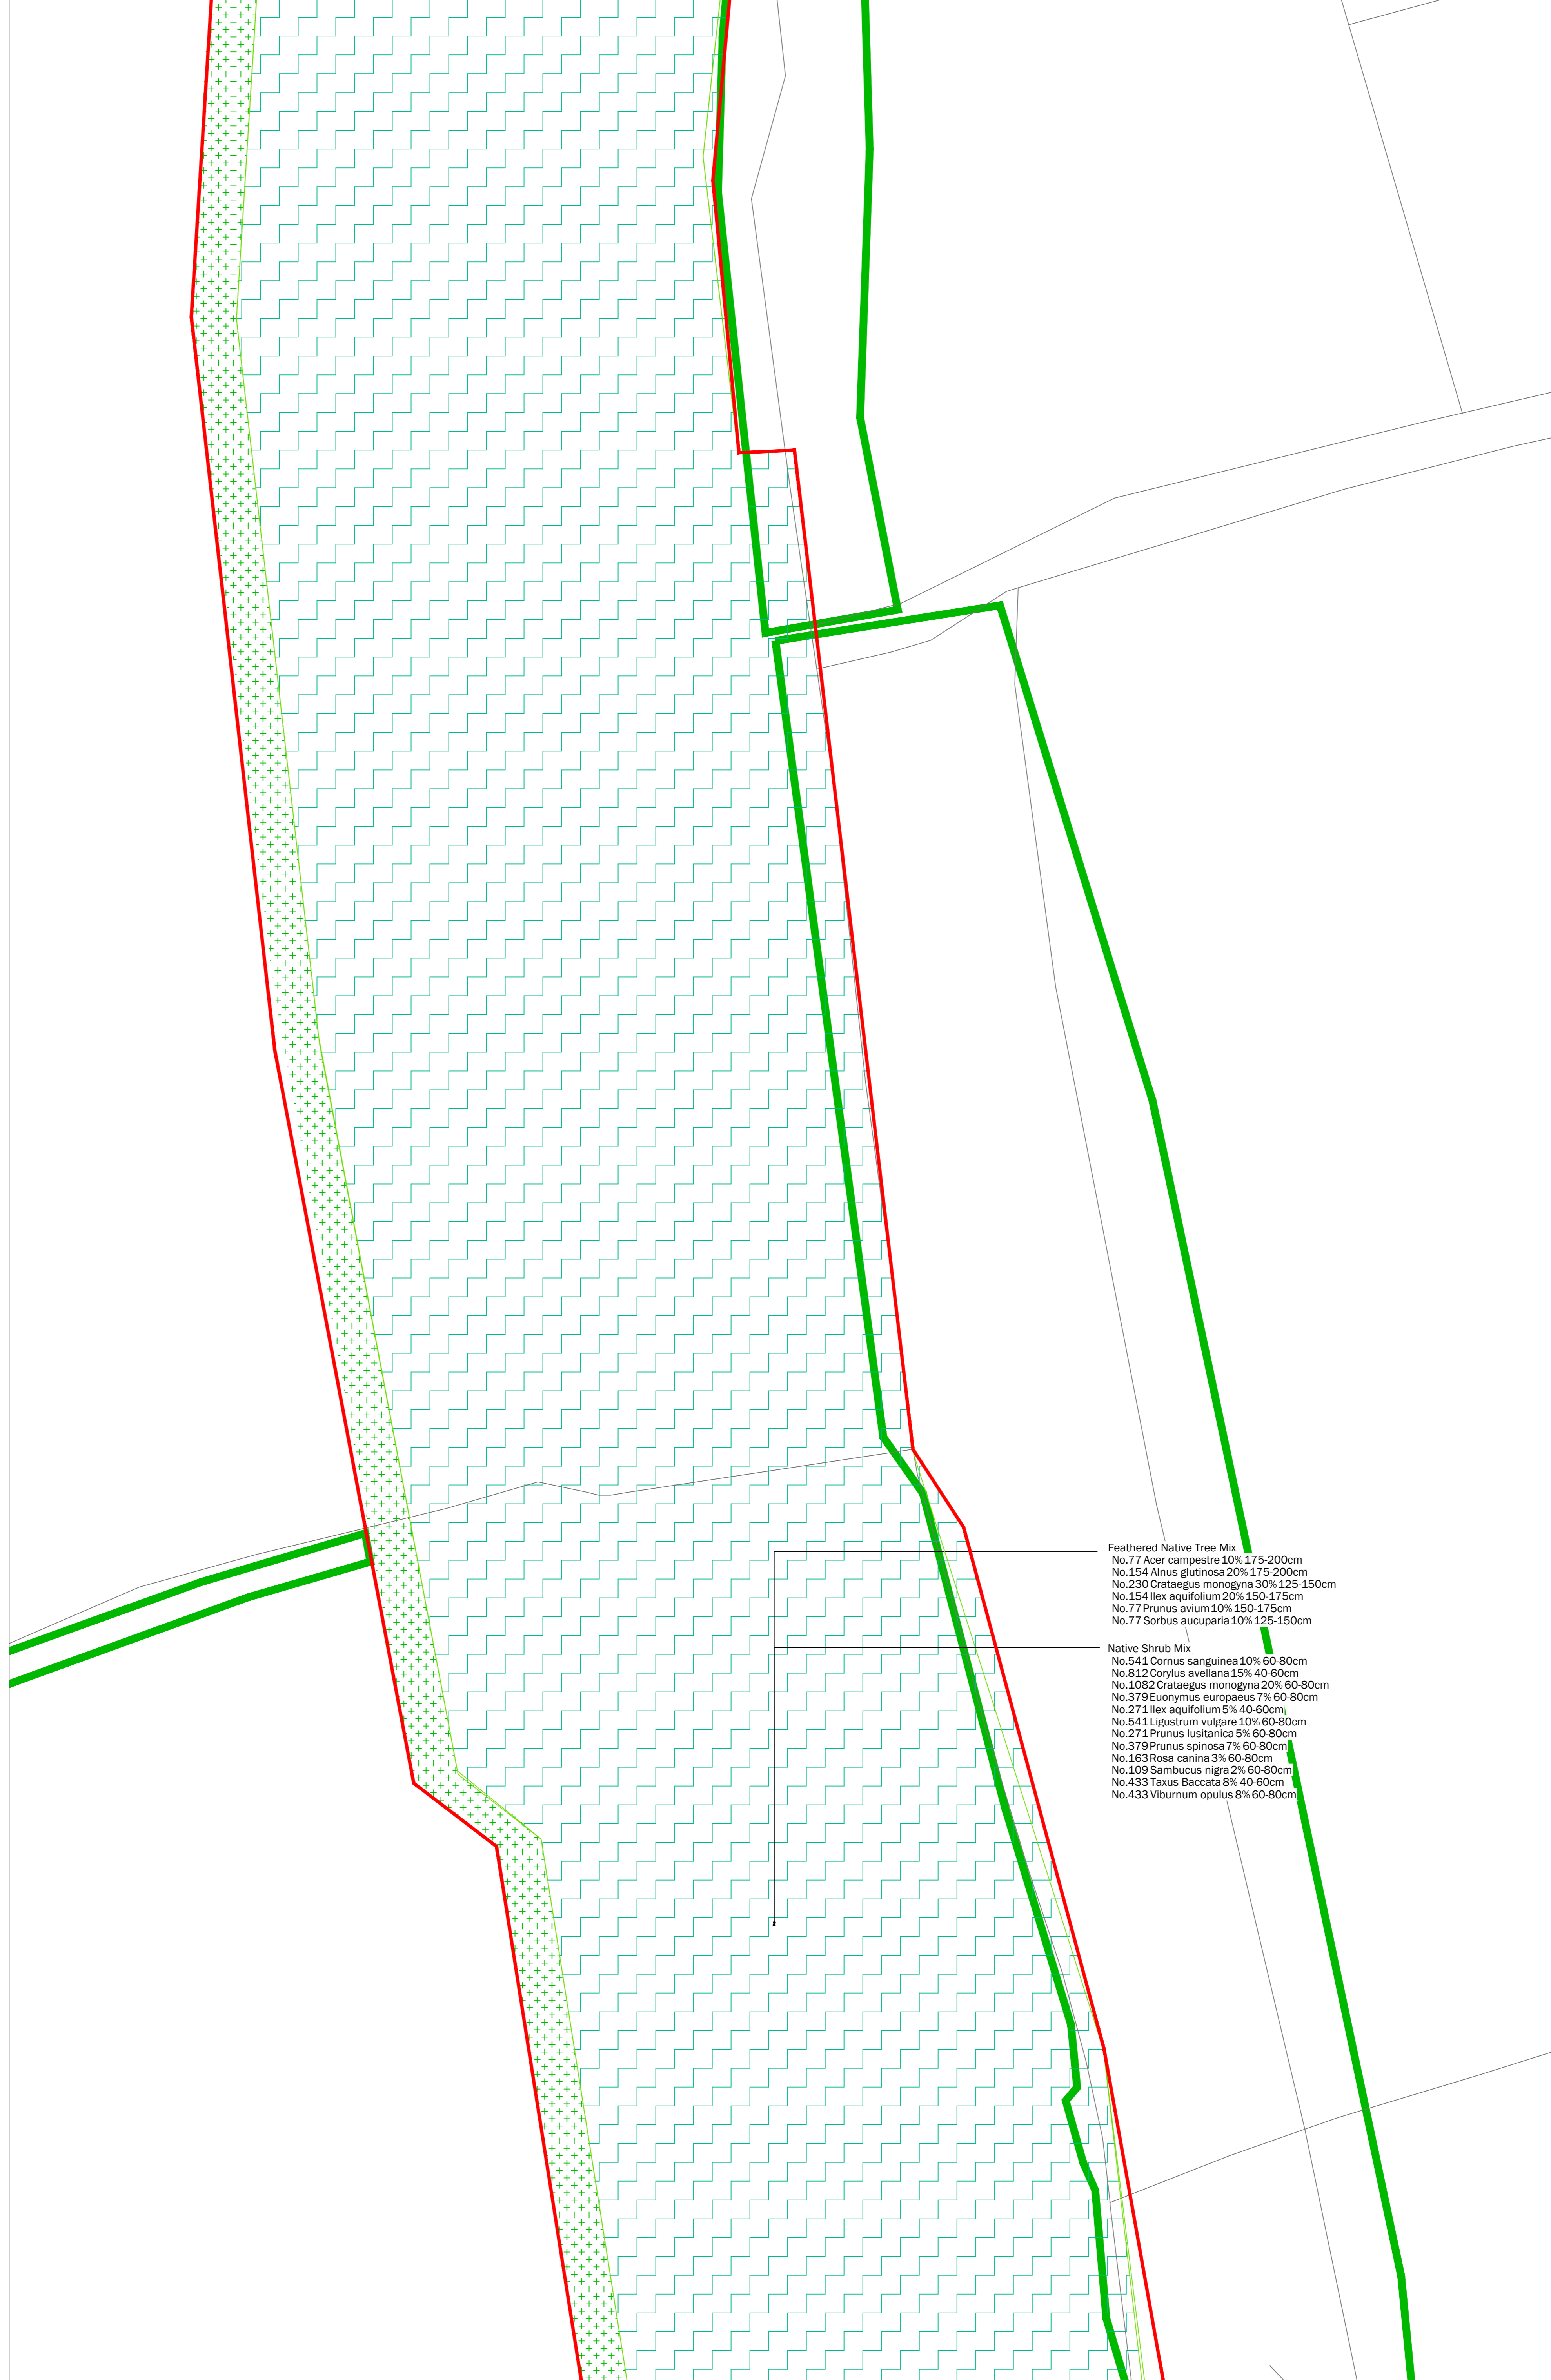 Feathered Native Tree Mix
No.77 Acer campestre 10% 175-200cm
No.154 Alnus glutinosa 20% 175-200cm
No.230 Crataegus monogyna 30% 125-150cm
No.154 Ilex aquifolium 20% 150-175cm
No.77 Prunus avium 10% 150-175cm
No.77 Sorbus aucuparia 10% 125-150cm
Native Shrub Mix
No.541 Cornus sanguinea 10% 60-80cm
No.812 Corylus avellana 15% 40-60cm
No.1082 Crataegus monogyna 20% 60-80cm
No.379 Euonymus europaeus 7% 60-80cm
No.271 Ilex aquifolium 5% 40-60cm
No.541 Ligustrum vulgare 10% 60-80cm
No.271 Prunus lusitanica 5% 60-80cm
No.379 Prunus spinosa 7% 60-80cm
No.163 Rosa canina 3% 60-80cm
No.109 Sambucus nigra 2% 60-80cm
No.433 Taxus Baccata 8% 40-60cm
No.433 Viburnum opulus 8% 60-80cm